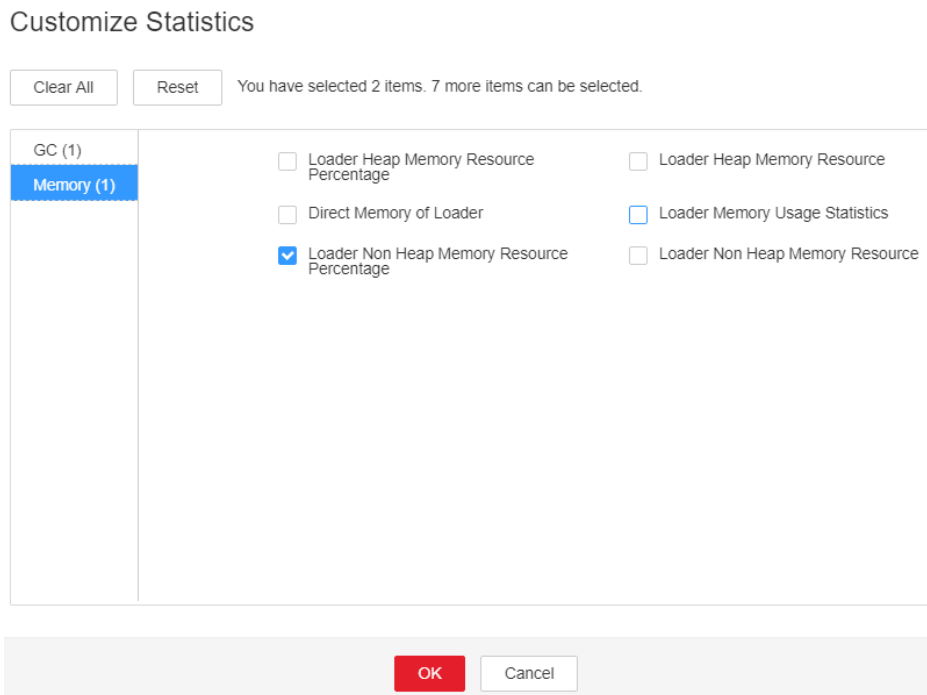 Customize Statistics
Clear All
Reset
You have selected 2 items. 7 more items can be selected.
GC (1)
Memory (1)
Loader Heap Memory Resource
Percentage
Loader Heap Memory Resource
Direct Memory of Loader
Loader Memory Usage Statistics
Loader Non Heap Memory Resource
Percentage
Loader Non Heap Memory Resource
OK
Cancel